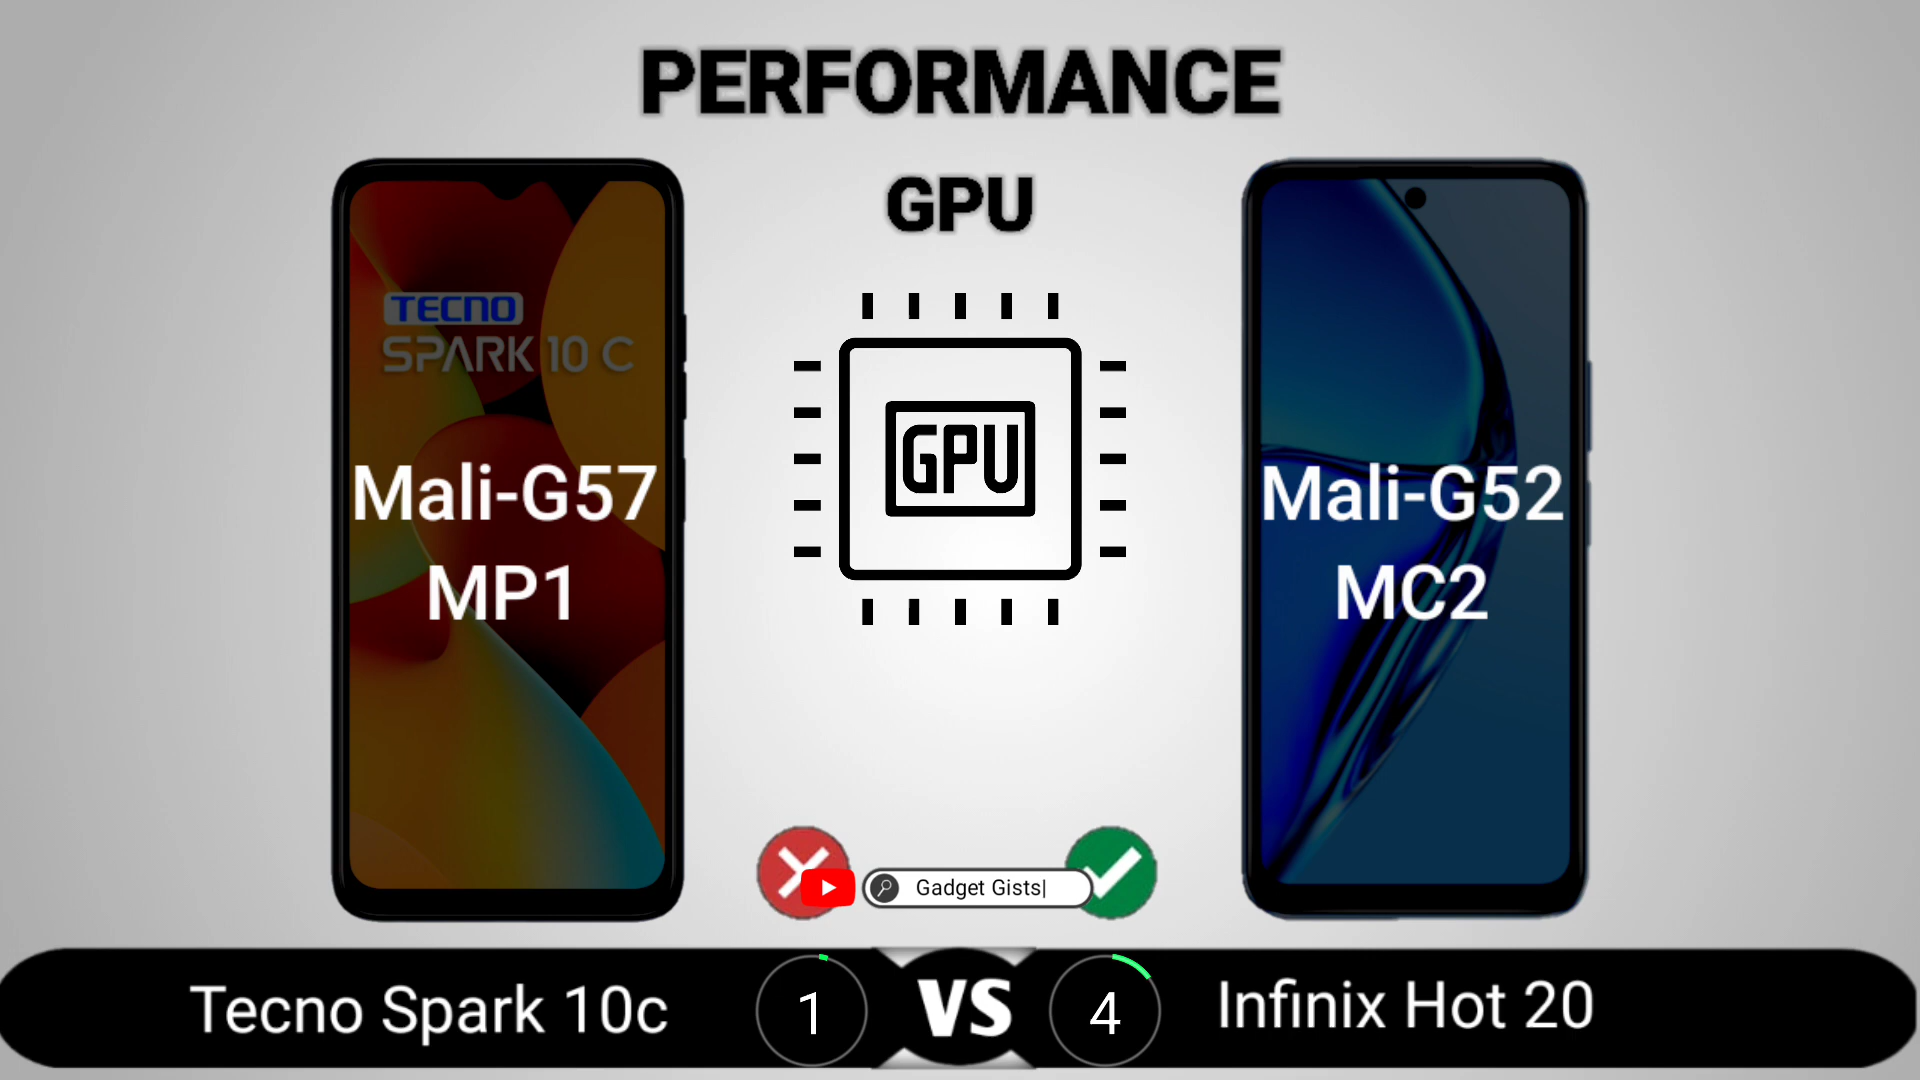 PERFORMANCE
GPU
TECNO
SPARK 10 C
GPU
Mali-G57
MP1
Mali-G52
MC2
Gadget Gists|
Tecno Spark 10c
1
VS
4
Infinix Hot 20